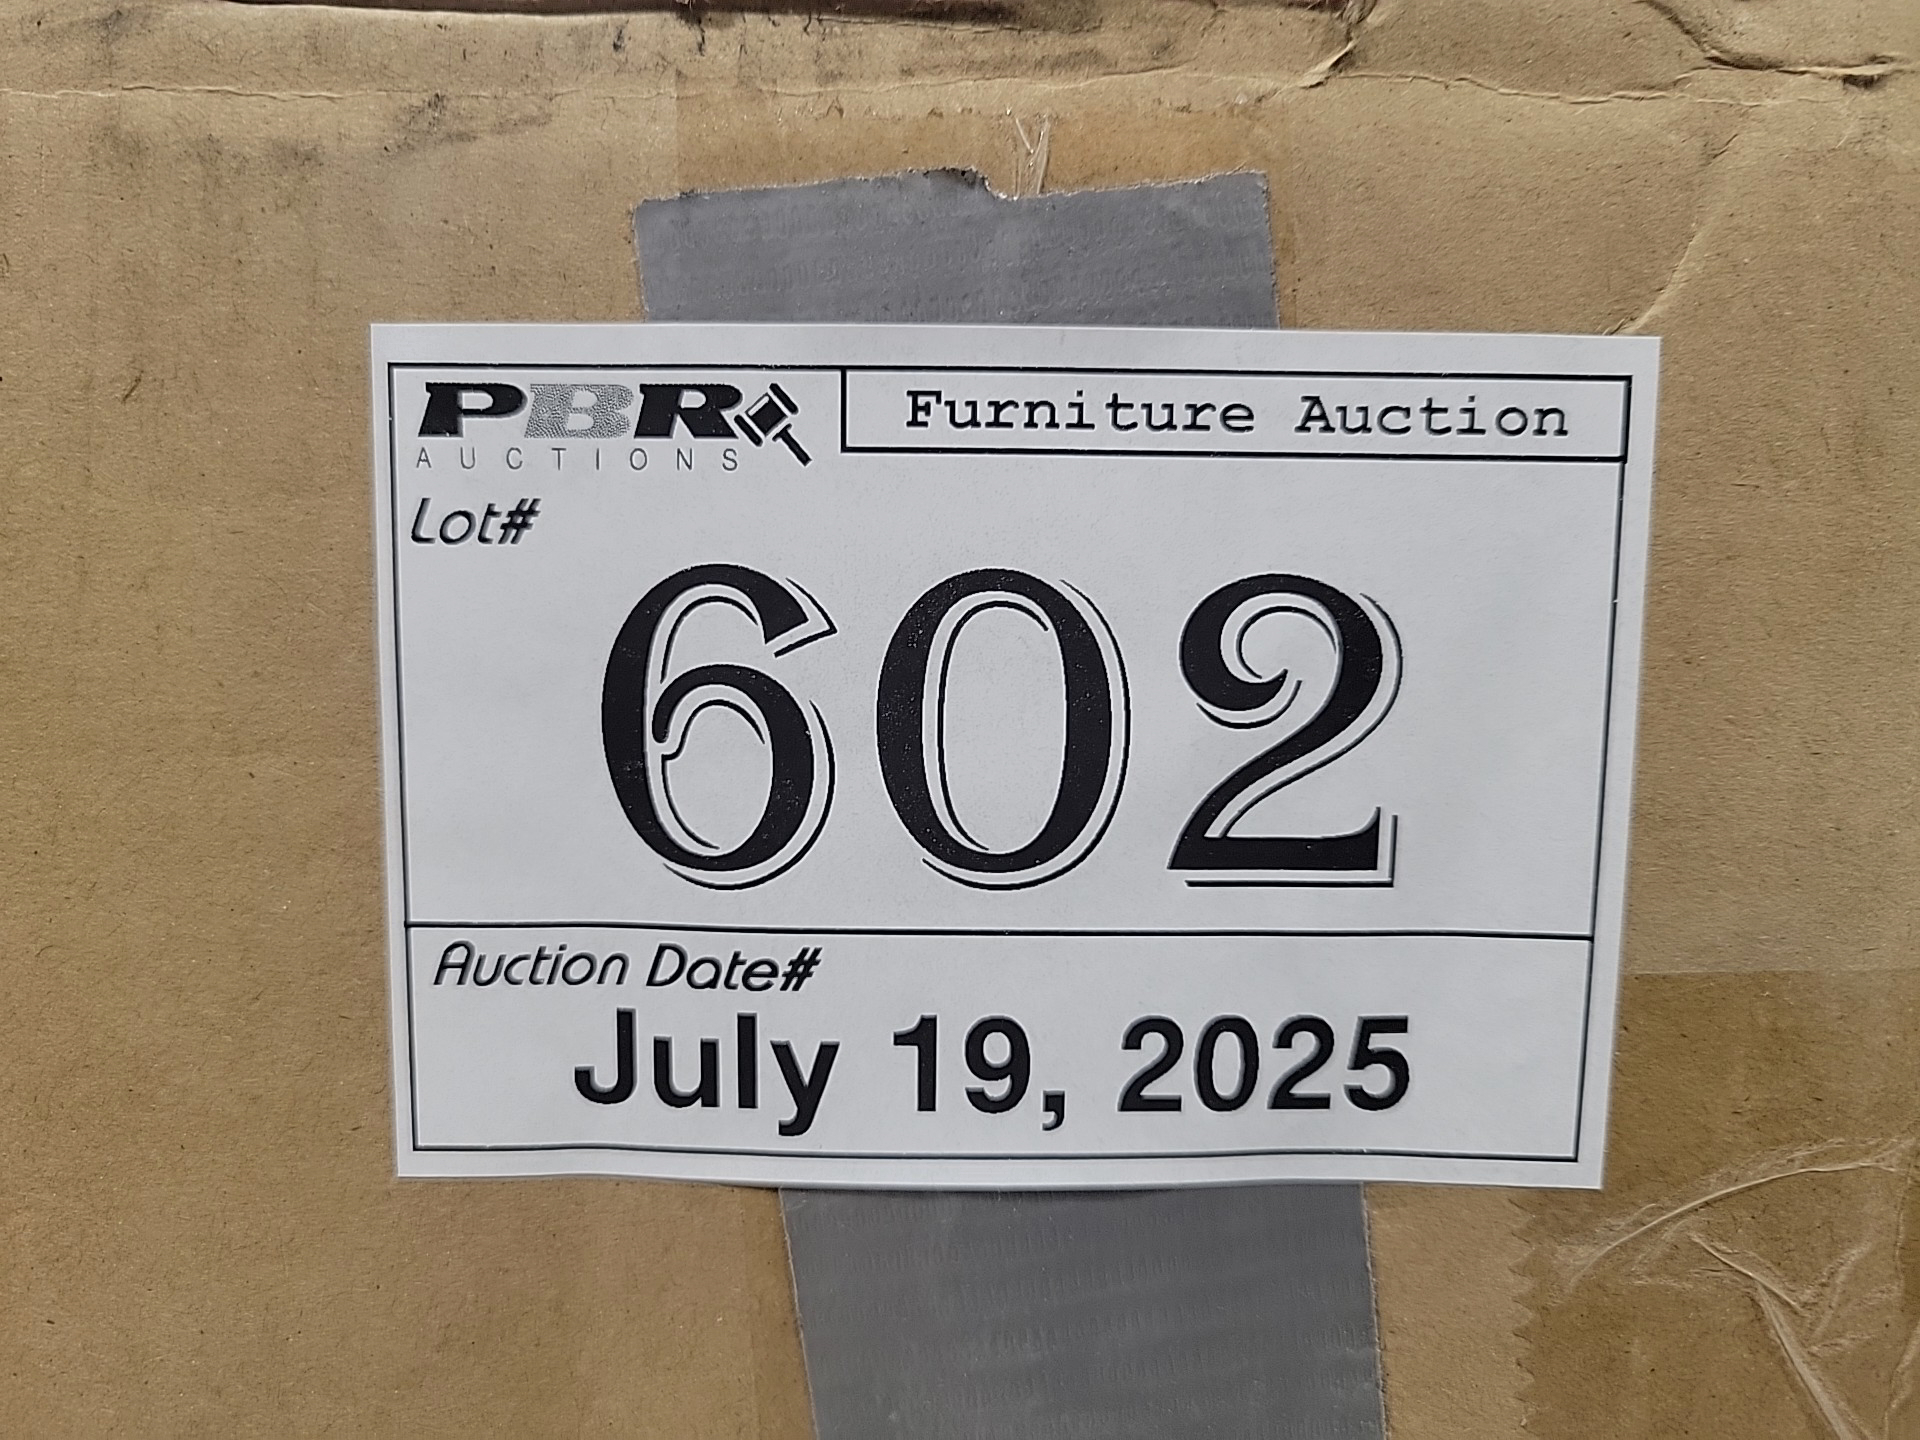 PBR
AUCTIONS
Furniture Auction
Lot#
602
Auction Date#
July 19, 2025